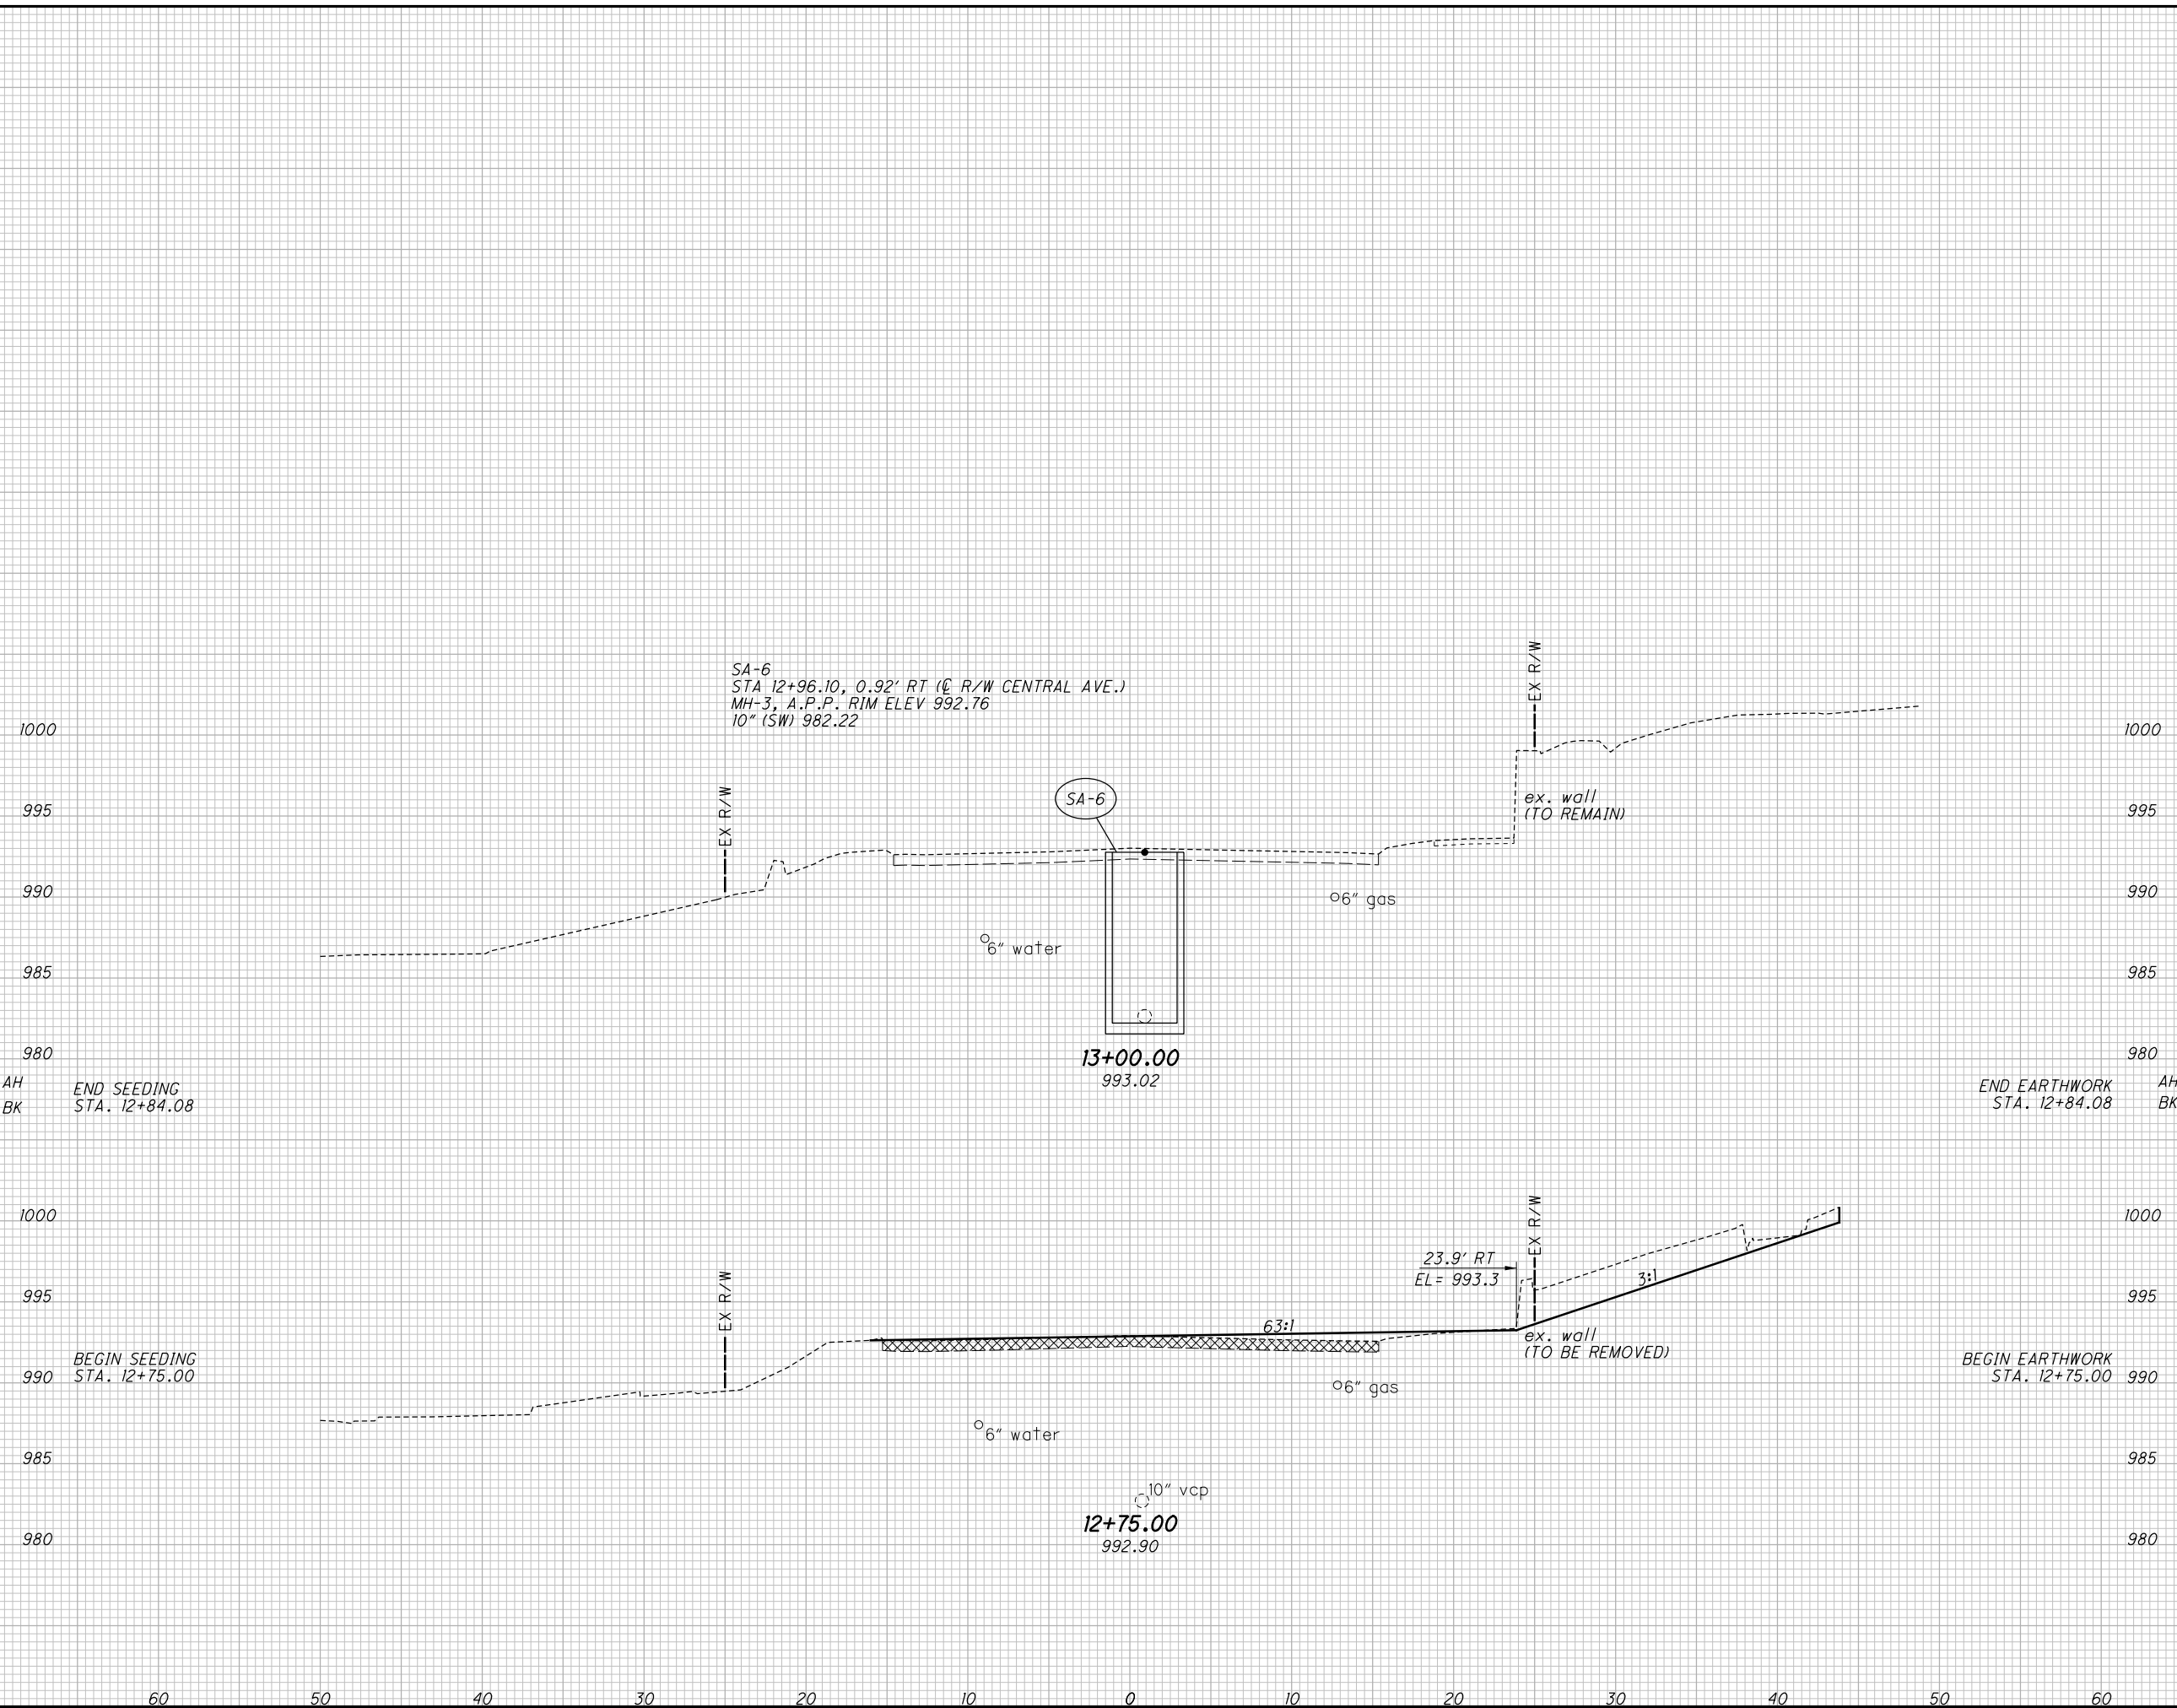 EX R/W
SA-6
STA 12+96.10, 0.92' RT (℄ R/W CENTRAL AVE.)
MH-3, A.P.P. RIM ELEV 992.76
10" (SW) 982.22
1000
1000
EX R/W
SA-6
ex. wall
(TO REMAIN)
995
995
990
990
6" gas
6" water
985
985
980
980
13+00.00
993.02
AH
BK
END SEEDING
STA. 12+84.08
END EARTHWORK
STA. 12+84.08
AH
BK
EX R/W
1000
1000
23.9' RT
EL= 993.3
3:1
EX R/W
995
995
63:1
ex. wall
(TO BE REMOVED)
BEGIN SEEDING
STA. 12+75.00
BEGIN EARTHWORK
STA. 12+75.00
990
990
6" gas
6" water
985
985
10" vcp
12+75.00
992.90
980
980
60 50 40 30 20 10 0 10 20 30 40 50 60